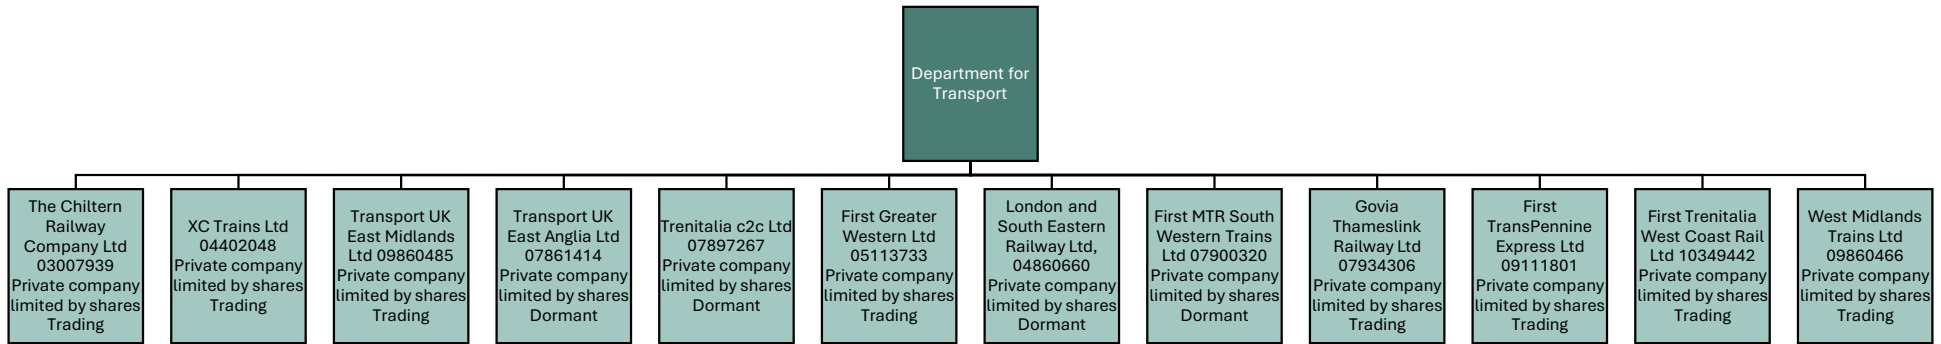 Department for
Transport
The Chiltern
Railway
Company Ltd
03007939
Private company
limited by shares
Trading
XC Trains Ltd
04402048
Private company
limited by shares
Trading
Transport UK
East Midlands
Ltd 09860485
Private company
limited by shares
Trading
Transport UK
East Anglia Ltd
07861414
Private company
limited by shares
Dormant
Trenitalia c2c Ltd
07897267
Private company
limited by shares
Dormant
First Greater
Western Ltd
05113733
Private company
limited by shares
Trading
London and
South Eastern
Railway Ltd,
04860660
Private company
limited by shares
Dormant
First MTR South
Western Trains
Ltd 07900320
Private company
limited by shares
Dormant
Govia
Thameslink
Railway Ltd
07934306
Private company
limited by shares
Trading
First
TransPennine
Express Ltd
09111801
Private company
limited by shares
Trading
First Trenitalia
West Coast Rail
Ltd 10349442
Private company
limited by shares
Trading
West Midlands
Trains Ltd
09860466
Private company
limited by shares
Trading